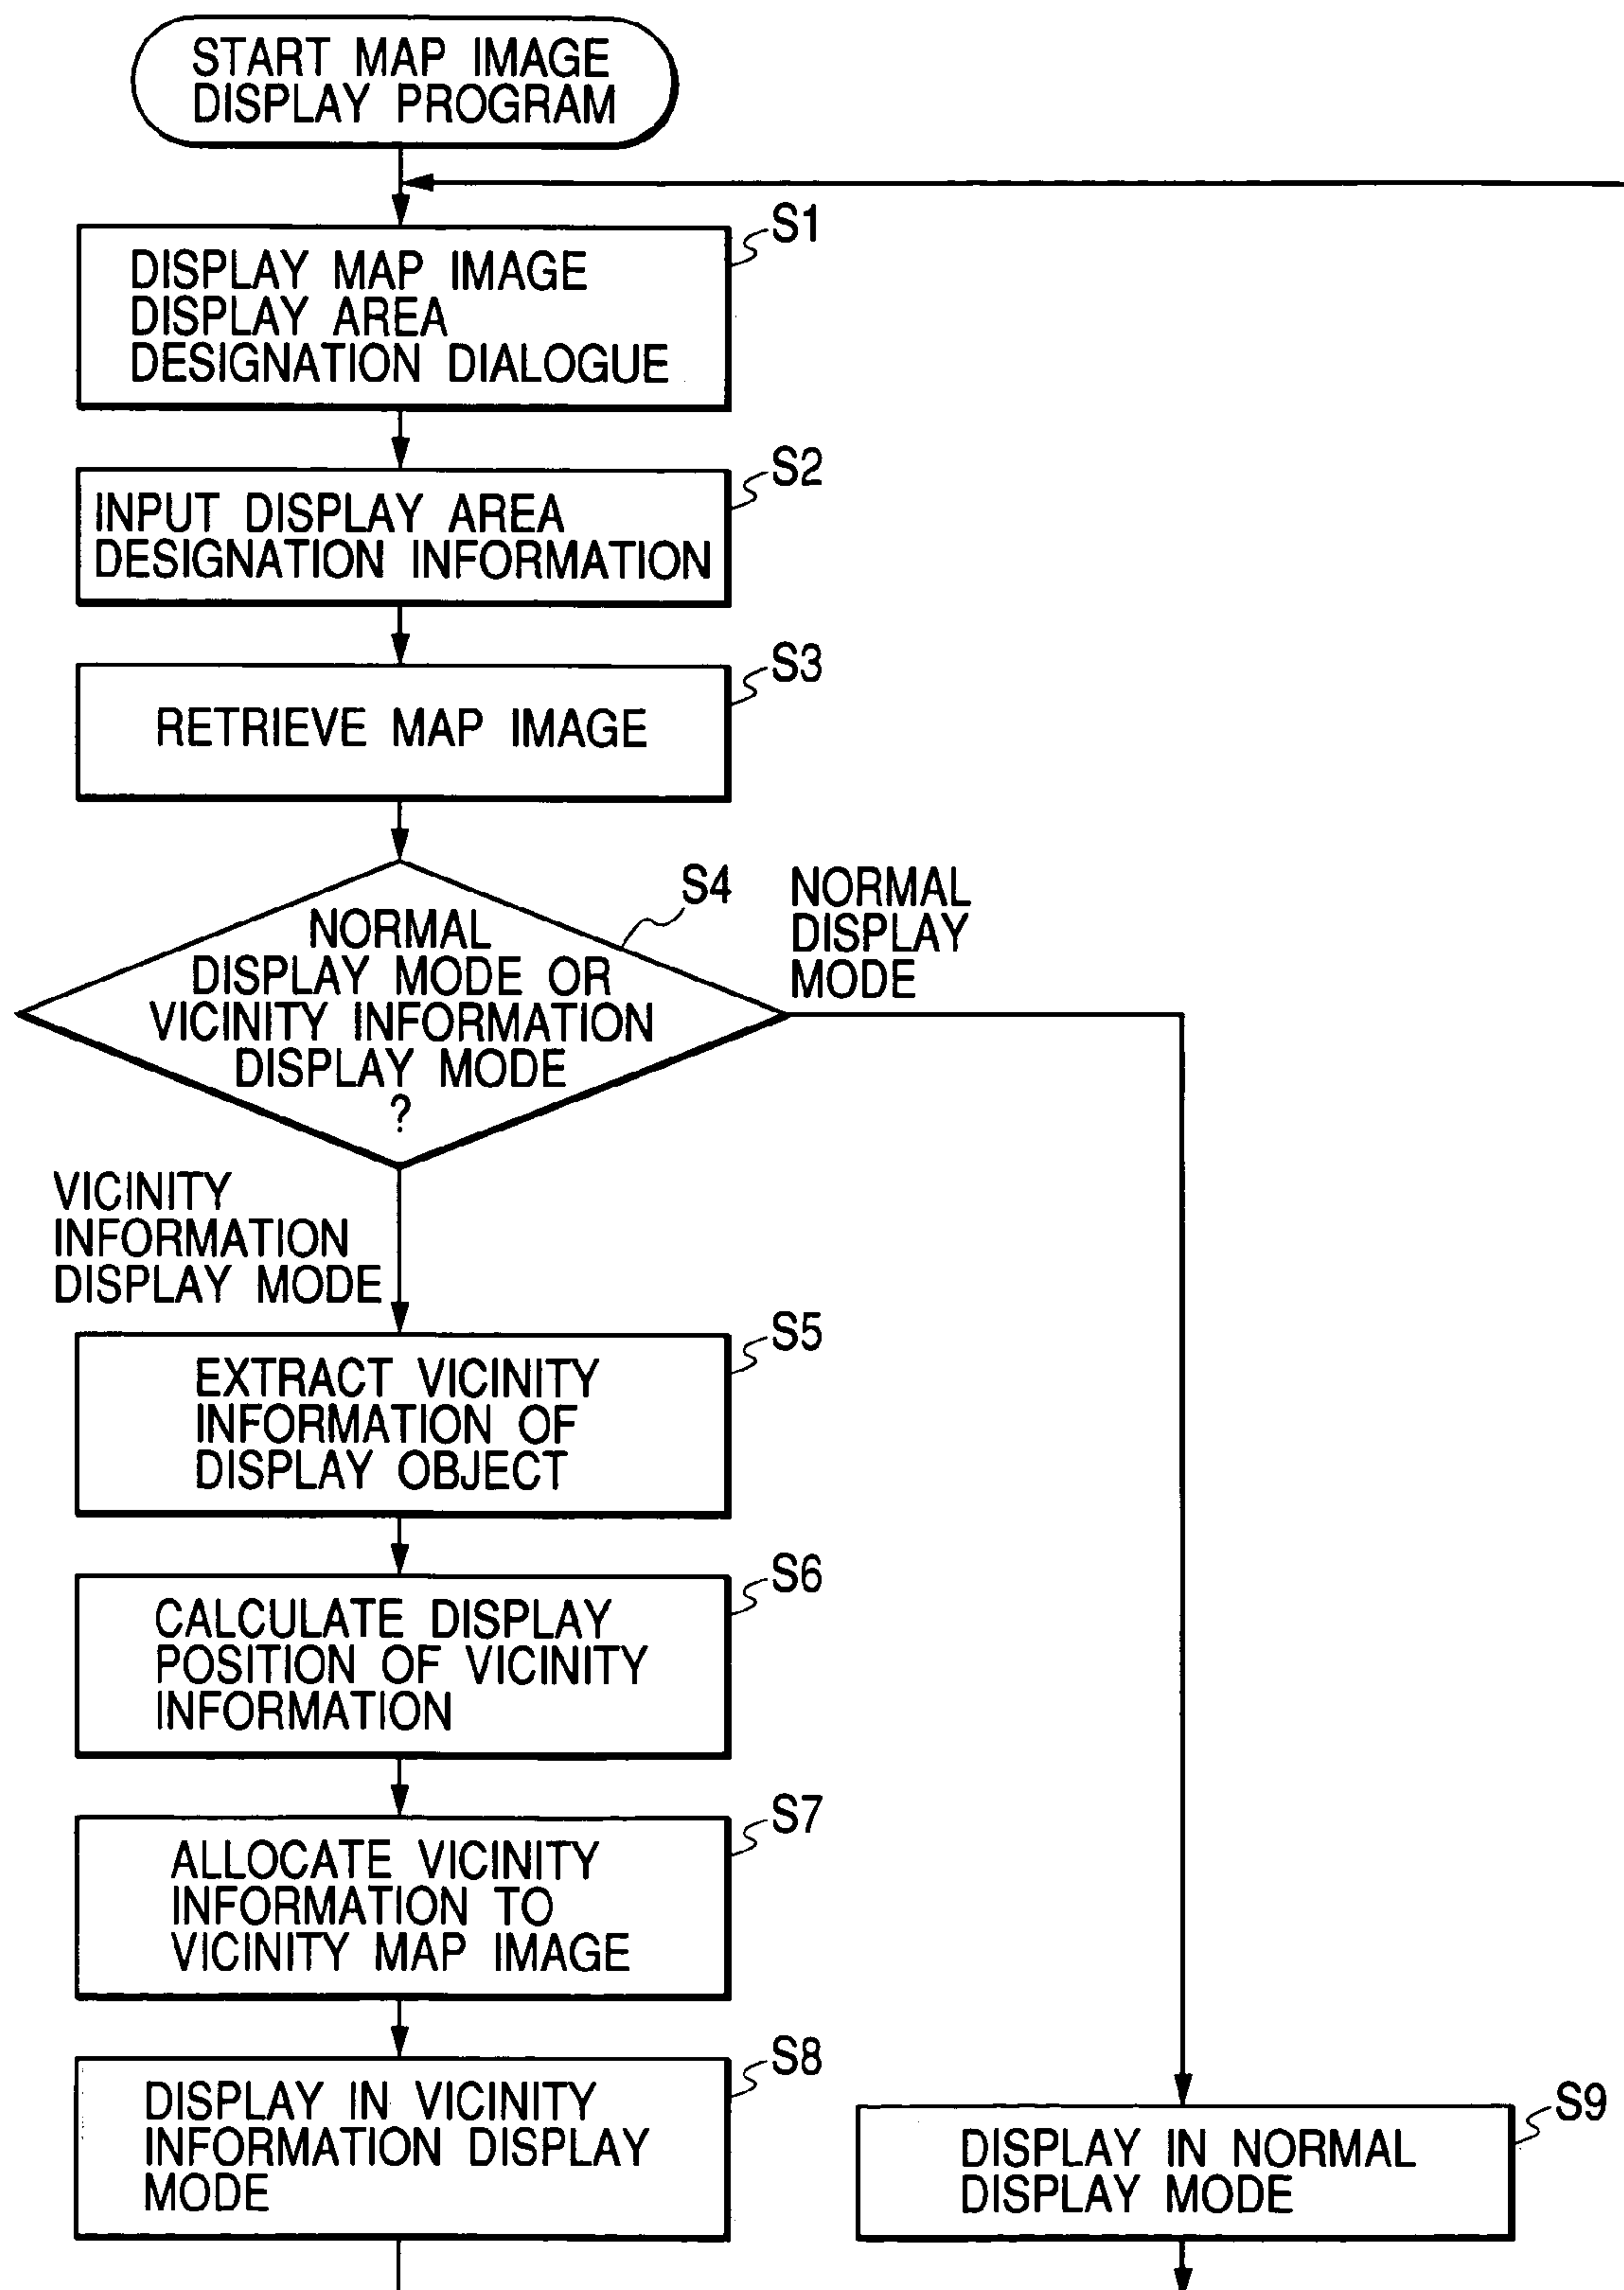 START MAP IMAGE
DISPLAY PROGRAM
S1
DISPLAY MAP IMAGE
DISPLAY AREA
DESIGNATION DIALOGUE
S2
INPUT DISPLAY AREA
DESIGNATION INFORMATION
S3
RETRIEVE MAP IMAGE
S4
NORMAL
DISPLAY MODE OR
VICINITY INFORMATION
DISPLAY MODE
?
NORMAL
DISPLAY
MODE
VICINITY
INFORMATION
DISPLAY MODE
S5
EXTRACT VICINITY
INFORMATION OF
DISPLAY OBJECT
S6
CALCULATE DISPLAY
POSITION OF VICINITY
INFORMATION
S7
ALLOCATE VICINITY
INFORMATION TO
VICINITY MAP IMAGE
S8
DISPLAY IN VICINITY
INFORMATION DISPLAY
MODE
S9
DISPLAY IN NORMAL
DISPLAY MODE